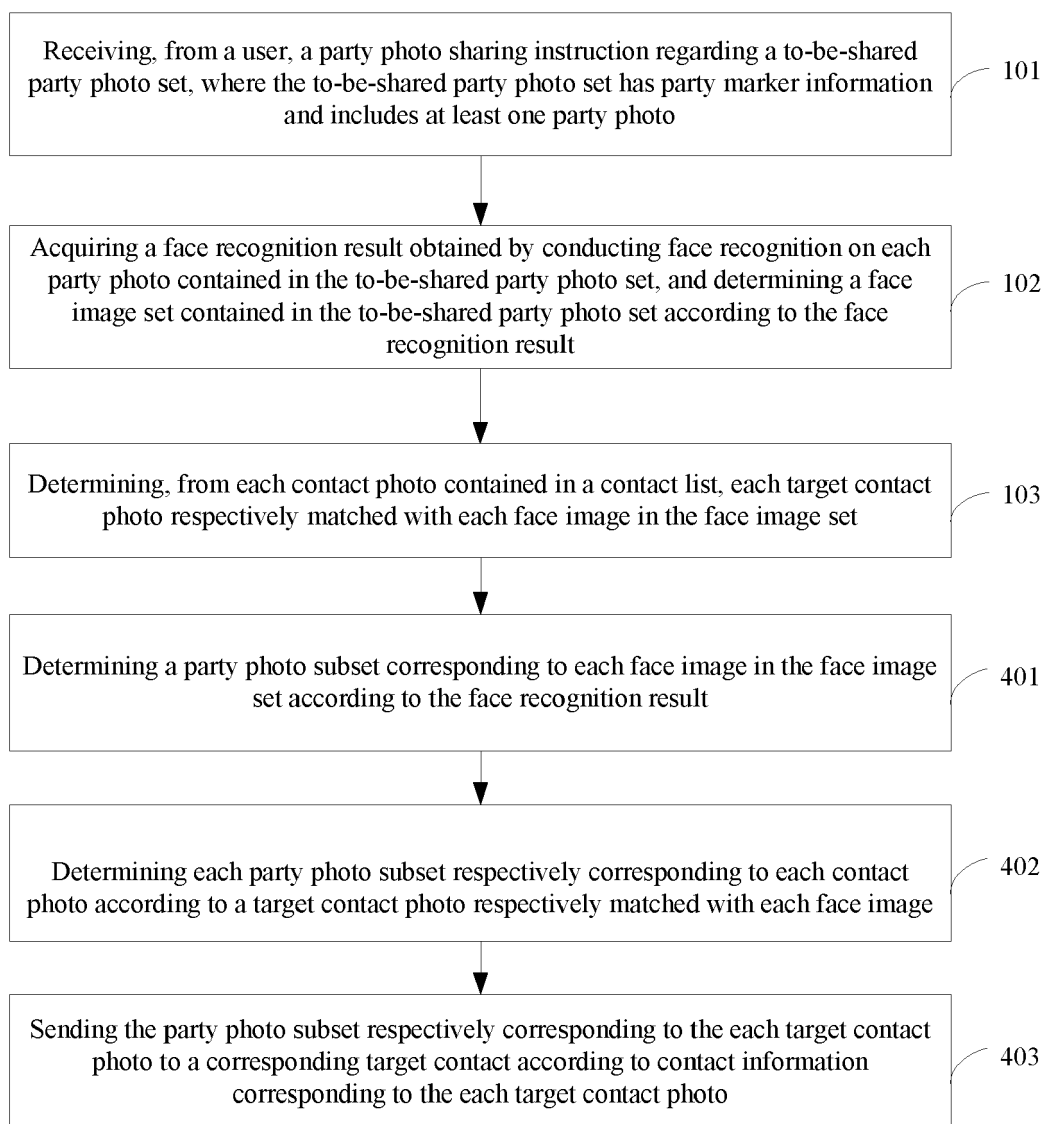 Receiving, from a user, a party photo sharing instruction regarding a to-be-shared
party photo set, where the to-be-shared party photo set has party marker information
and includes at least one party photo
101
Acquiring a face recognition result obtained by conducting face recognition on each
party photo contained in the to-be-shared party photo set, and determining a face
image set contained in the to-be-shared party photo set according to the face
recognition result
102
Determining, from each contact photo contained in a contact list, each target contact
photo respectively matched with each face image in the face image set
103
Determining a party photo subset corresponding to each face image in the face image
set according to the face recognition result
401
Determining each party photo subset respectively corresponding to each contact
photo according to a target contact photo respectively matched with each face image
402
Sending the party photo subset respectively corresponding to the each target contact
photo to a corresponding target contact according to contact information
corresponding to the each target contact photo
403